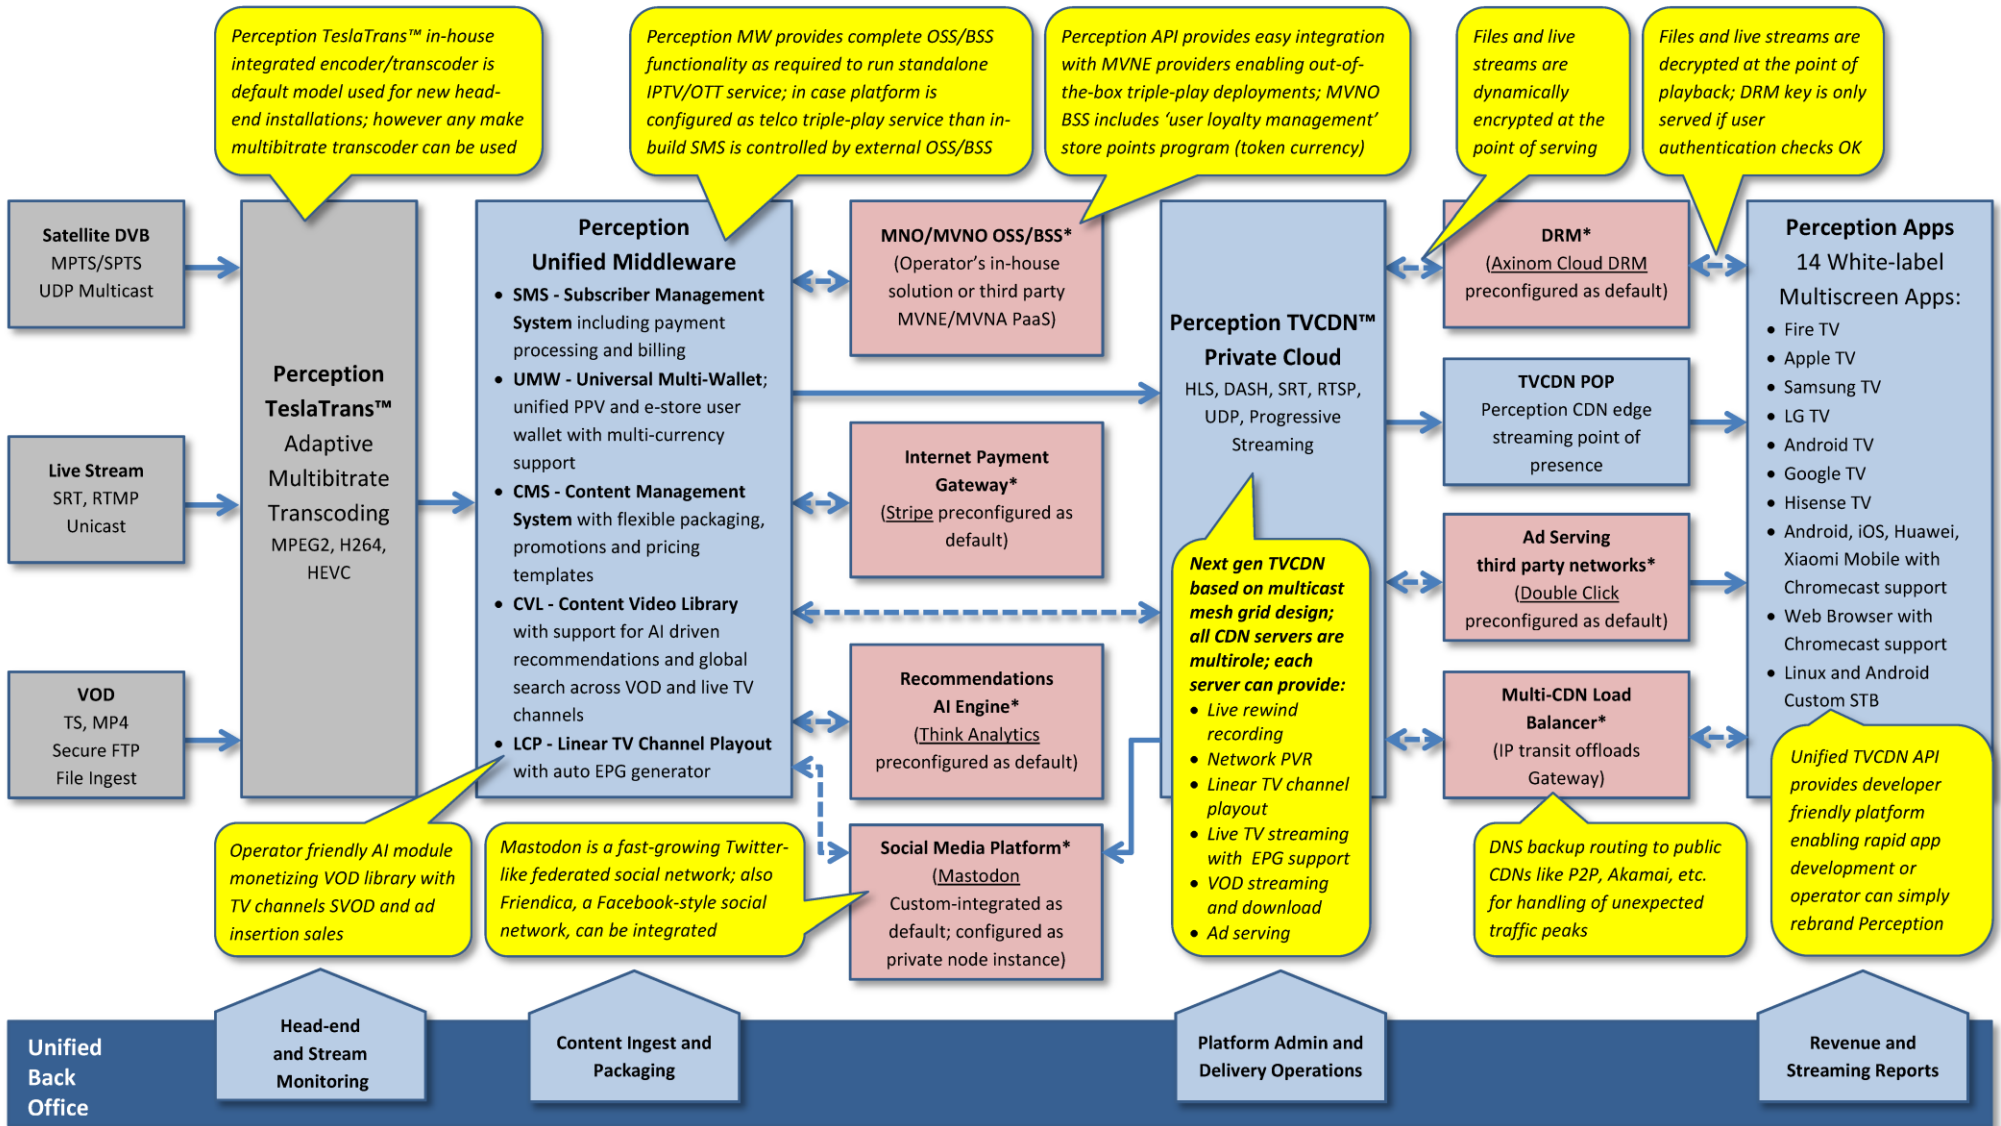 Perception TeslaTrans™ in-house
integrated encoder/transcoder is
default model used for new head-
end installations; however any make
multibitrate transcoder can be used
Perception MW provides complete OSS/BSS
functionality as required to run standalone
IPTV/OTT service; in case platform is
configured as telco triple-play service than in-
build SMS is controlled by external OSS/BSS
Perception API provides easy integration
with MVNE providers enabling out-of-
the-box triple-play deployments; MVNO
BSS includes ‘user loyalty management’
store points program (token currency)
Files and live
streams are
dynamically
encrypted at the
point of serving
Files and live streams are
decrypted at the point of
playback; DRM key is only
served if user
authentication checks OK
Satellite DVB
MPTS/SPTS
UDP Multicast
Live Stream
SRT, RTMP
Unicast
VOD
TS, MP4
Secure FTP
File Ingest
Perception
TeslaTrans™
Adaptive
Multibitrate
Transcoding
MPEG2, H264,
HEVC
Perception
Unified Middleware
• SMS - Subscriber Management
System including payment
processing and billing
• UMW - Universal Multi-Wallet;
unified PPV and e-store user
wallet with multi-currency
support
• CMS - Content Management
System with flexible packaging,
promotions and pricing
templates
• CVL - Content Video Library
with support for AI driven
recommendations and global
search across VOD and live TV
channels
• LCP - Linear TV Channel Playout
with auto EPG generator
MNO/MVNO OSS/BSS*
(Operator’s in-house
solution or third party
MVNE/MVNA PaaS)
Internet Payment
Gateway*
(Stripe preconfigured as
default)
Recommendations
AI Engine*
(Think Analytics
preconfigured as default)
Social Media Platform*
(Mastodon
Custom-integrated as
default; configured as
private node instance)
Perception TVCDN™
Private Cloud
HLS, DASH, SRT, RTSP,
UDP, Progressive
Streaming
Next gen TVCDN
based on multicast
mesh grid design;
all CDN servers are
multirole; each
server can provide:
• Live rewind
recording
• Network PVR
• Linear TV channel
playout
• Live TV streaming
with EPG support
• VOD streaming
and download
• Ad serving
DRM*
(Axinom Cloud DRM
preconfigured as default)
TVCDN POP
Perception CDN edge
streaming point of
presence
Ad Serving
third party networks*
(Double Click
preconfigured as default)
Multi-CDN Load
Balancer*
(IP transit offloads
Gateway)
Perception Apps
14 White-label
Multiscreen Apps:
• Fire TV
• Apple TV
• Samsung TV
• LG TV
• Android TV
• Google TV
• Hisense TV
• Android, iOS, Huawei,
Xiaomi Mobile with
Chromecast support
• Web Browser with
Chromecast support
• Linux and Android
Custom STB
Operator friendly AI module
monetizing VOD library with
TV channels SVOD and ad
insertion sales
Mastodon is a fast-growing Twitter-
like federated social network; also
Friendica, a Facebook-style social
network, can be integrated
DNS backup routing to public
CDNs like P2P, Akamai, etc.
for handling of unexpected
traffic peaks
Unified TVCDN API
provides developer
friendly platform
enabling rapid app
development or
operator can simply
rebrand Perception
Unified
Back
Office
Head-end
and Stream
Monitoring
Content Ingest and
Packaging
Platform Admin and
Delivery Operations
Revenue and
Streaming Reports